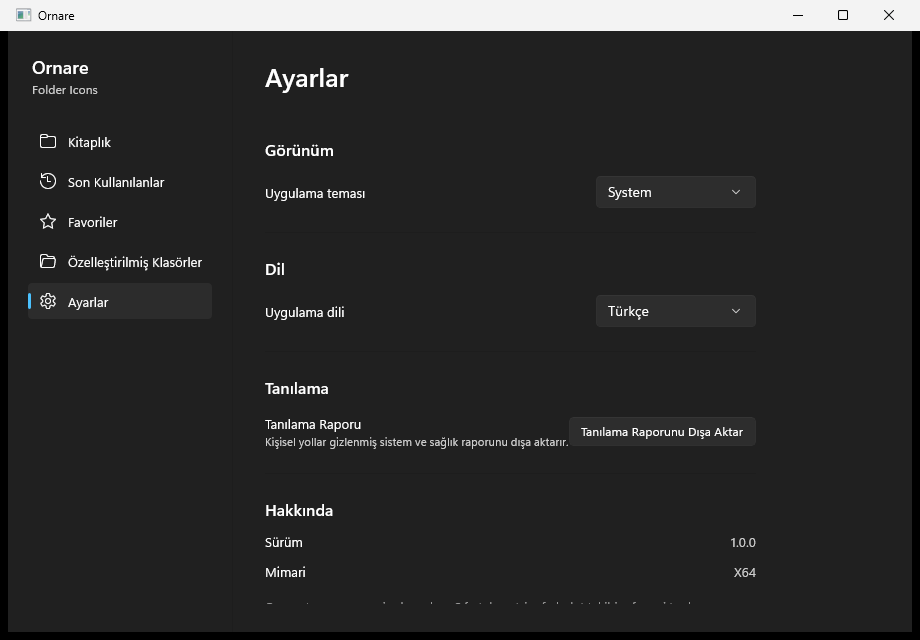 Ornare
Ornare
Folder Icons
Kitaplık
Son Kullanılanlar
Favoriler
Özelleştirilmiş Klasörler
Ayarlar
Ayarlar
Görünüm
Uygulama teması
System
Dil
Uygulama dili
Türkçe
Tanılama
Tanılama Raporu
Kişisel yollar gizlenmiş sistem ve sağlık raporunu dışa aktarır.
Tanılama Raporunu Dışa Aktar
Hakkında
Sürüm
1.0.0
Mimari
X64